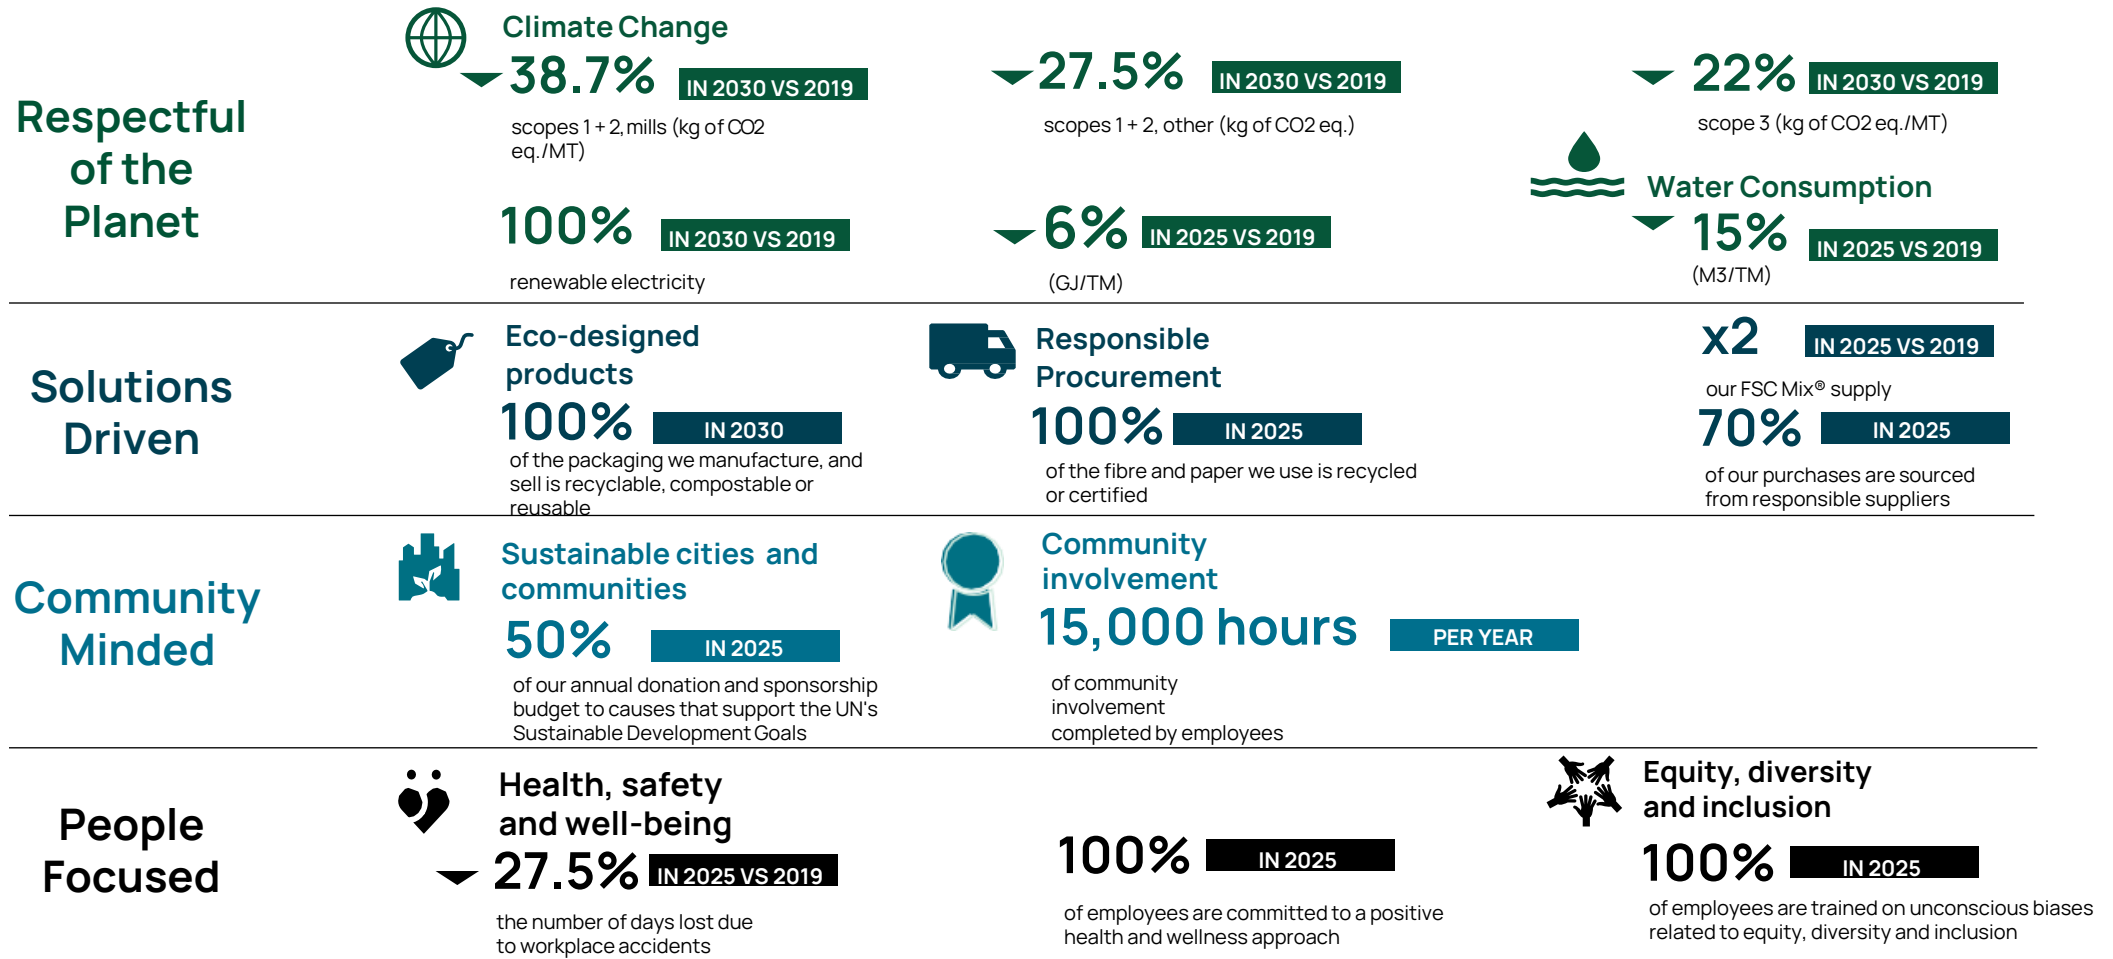 Respectful
of the
Planet
Climate Change
38.7% IN 2030 VS 2019
scopes 1 + 2, mills (kg of CO2
eq./MT)
27.5% IN 2030 VS 2019
scopes 1 + 2, other (kg of CO2 eq.)
22% IN 2030 VS 2019
scope 3 (kg of CO2 eq./MT)
100% IN 2030 VS 2019
renewable electricity
6% IN 2025 VS 2019
(GJ/TM)
Water Consumption
15% IN 2025 VS 2019
(M3/TM)
Solutions
Driven
Eco-designed
products
100% IN 2030
of the packaging we manufacture, and
sell is recyclable, compostable or
reusable
Responsible
Procurement
100% IN 2025
of the fibre and paper we use is recycled
or certified
x2 IN 2025 VS 2019
our FSC Mix® supply
70% IN 2025
of our purchases are sourced
from responsible suppliers
Community
Minded
Sustainable cities and
communities
50% IN 2025
of our annual donation and sponsorship
budget to causes that support the UN's
Sustainable Development Goals
Community
involvement
15,000 hours PER YEAR
of community
involvement
completed by employees
People
Focused
Health, safety
and well-being
27.5% IN 2025 VS 2019
the number of days lost due
to workplace accidents
100% IN 2025
of employees are committed to a positive
health and wellness approach
Equity, diversity
and inclusion
100% IN 2025
of employees are trained on unconscious biases
related to equity, diversity and inclusion